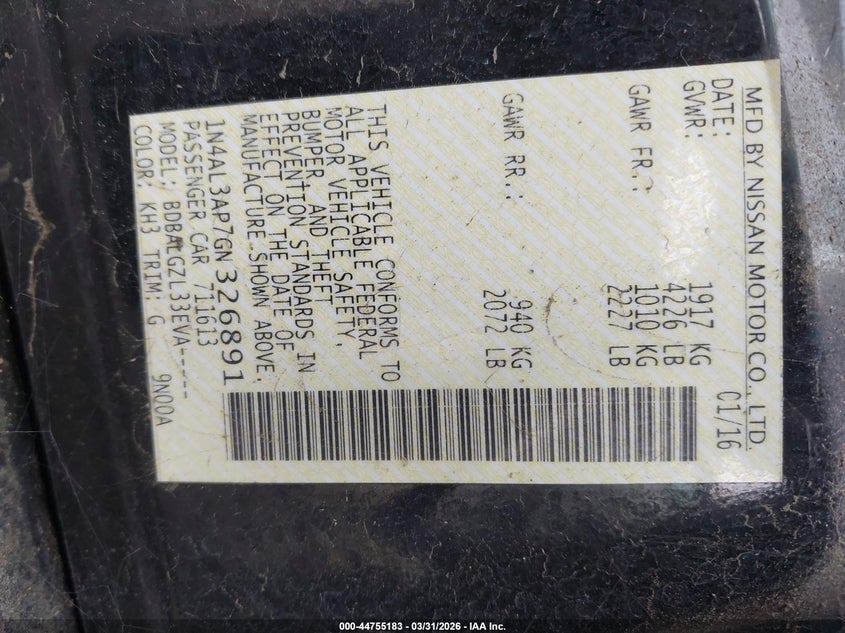 MFD BY NISSAN MOTOR CO., LTD.
DATE: 01/16
GVWR: 1917 KG
4226 LB
GAWR FR.: 1010 KG
2227 LB
GAWR RR.: 940 KG
2072 LB
THIS VEHICLE CONFORMS TO
ALL APPLICABLE FEDERAL
MOTOR VEHICLE SAFETY,
BUMPER, AND THEFT
PREVENTION STANDARDS IN
EFFECT ON THE DATE OF
MANUFACTURE SHOWN ABOVE.
1N4AL3AP7GN326891
PASSENGER CAR 711613
MODEL: BDBALGZL33EVA-----
COLOR: KH3 TRIM: G 9N00A
000-44755183 - 03/31/2026 - IAA Inc.